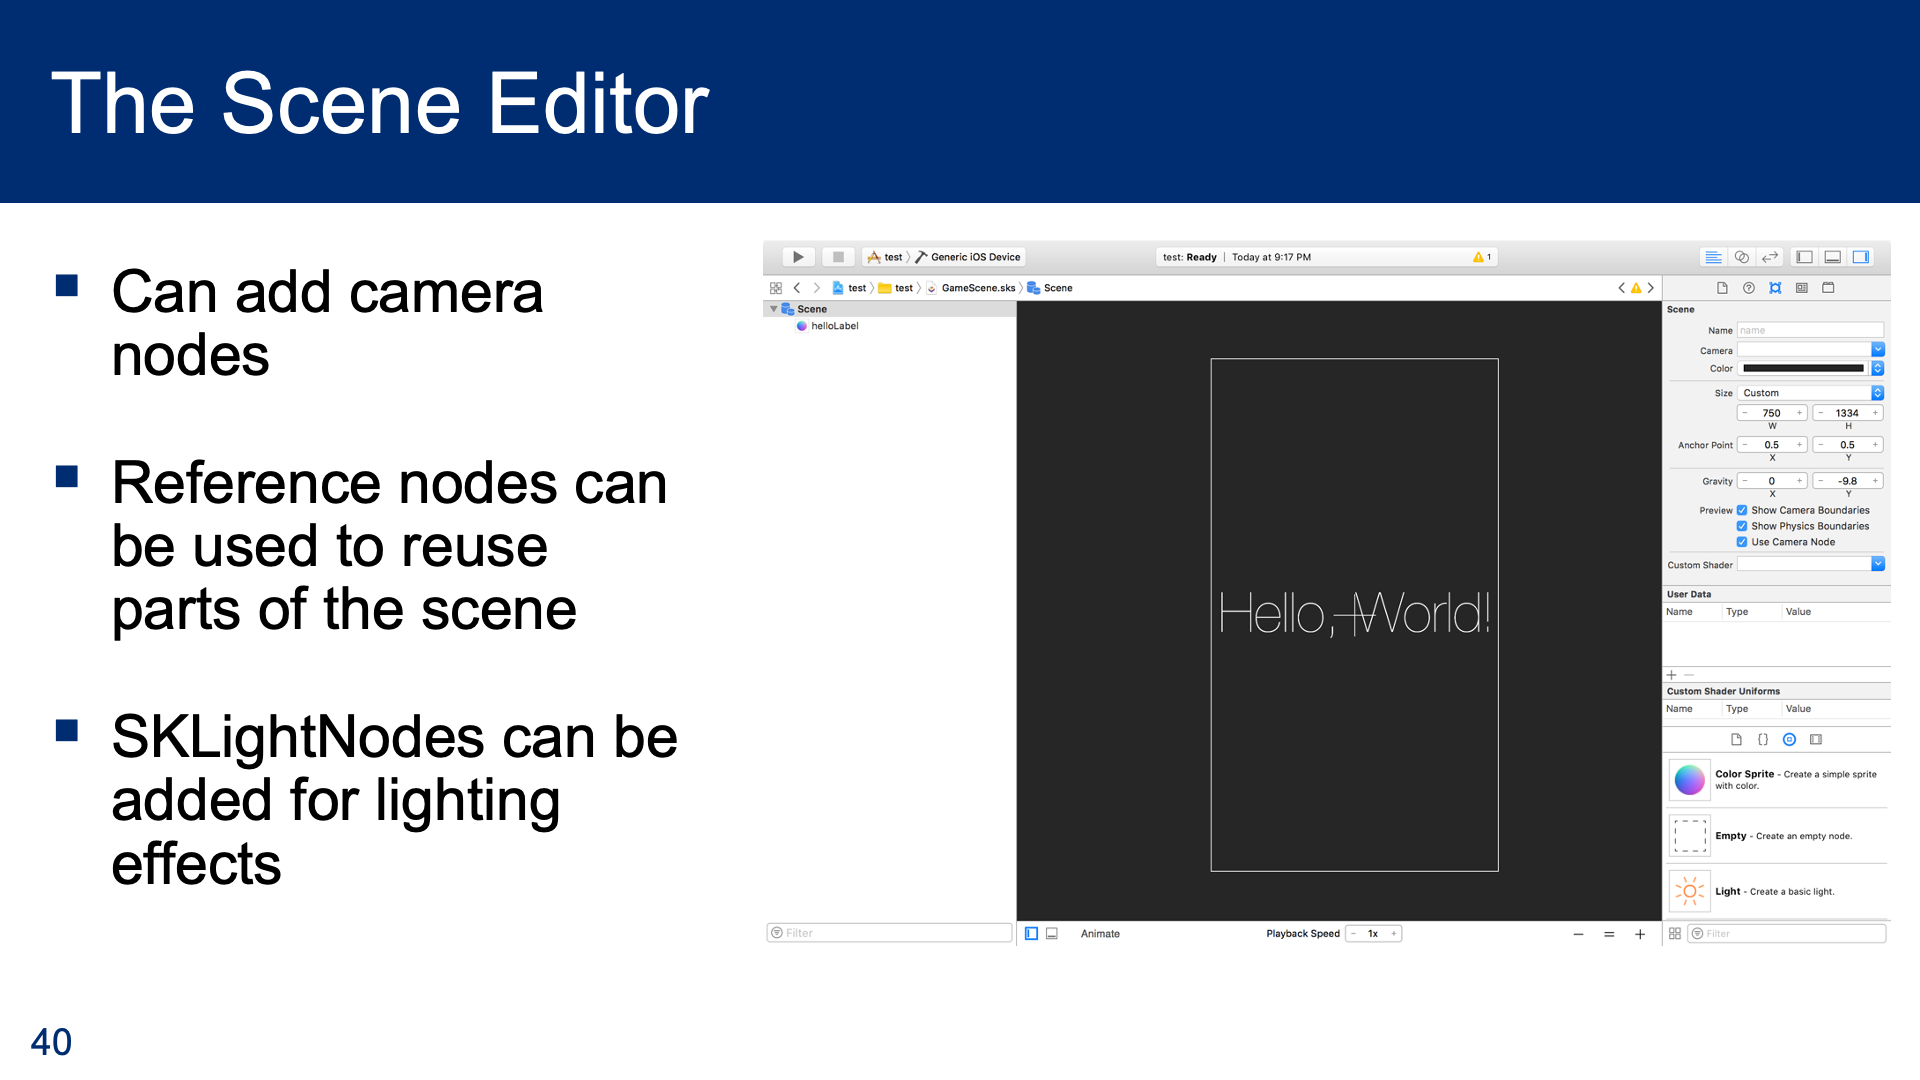 The Scene Editor
Can add camera
nodes
Reference nodes can
be used to reuse
parts of the scene
SKLightNodes can be
added for lighting
effects
40
test
Generic iOS Device
test: Ready | Today at 9:17 PM
1
test
test
GameScene.sks
Scene
Scene
helloLabel
Filter
Hello, World!
Animate
Playback Speed
- 1x +
Scene
Name name
Camera
Color
Size Custom
- 750 + - 1334 +
W H
Anchor Point - 0.5 + - 0.5 +
X Y
Gravity - 0 + - -9.8 +
X Y
Preview Show Camera Boundaries
Show Physics Boundaries
Use Camera Node
Custom Shader
User Data
Name Type Value
Custom Shader Uniforms
Name Type Value
Color Sprite - Create a simple sprite
with color.
Empty - Create an empty node.
Light - Create a basic light.
Filter